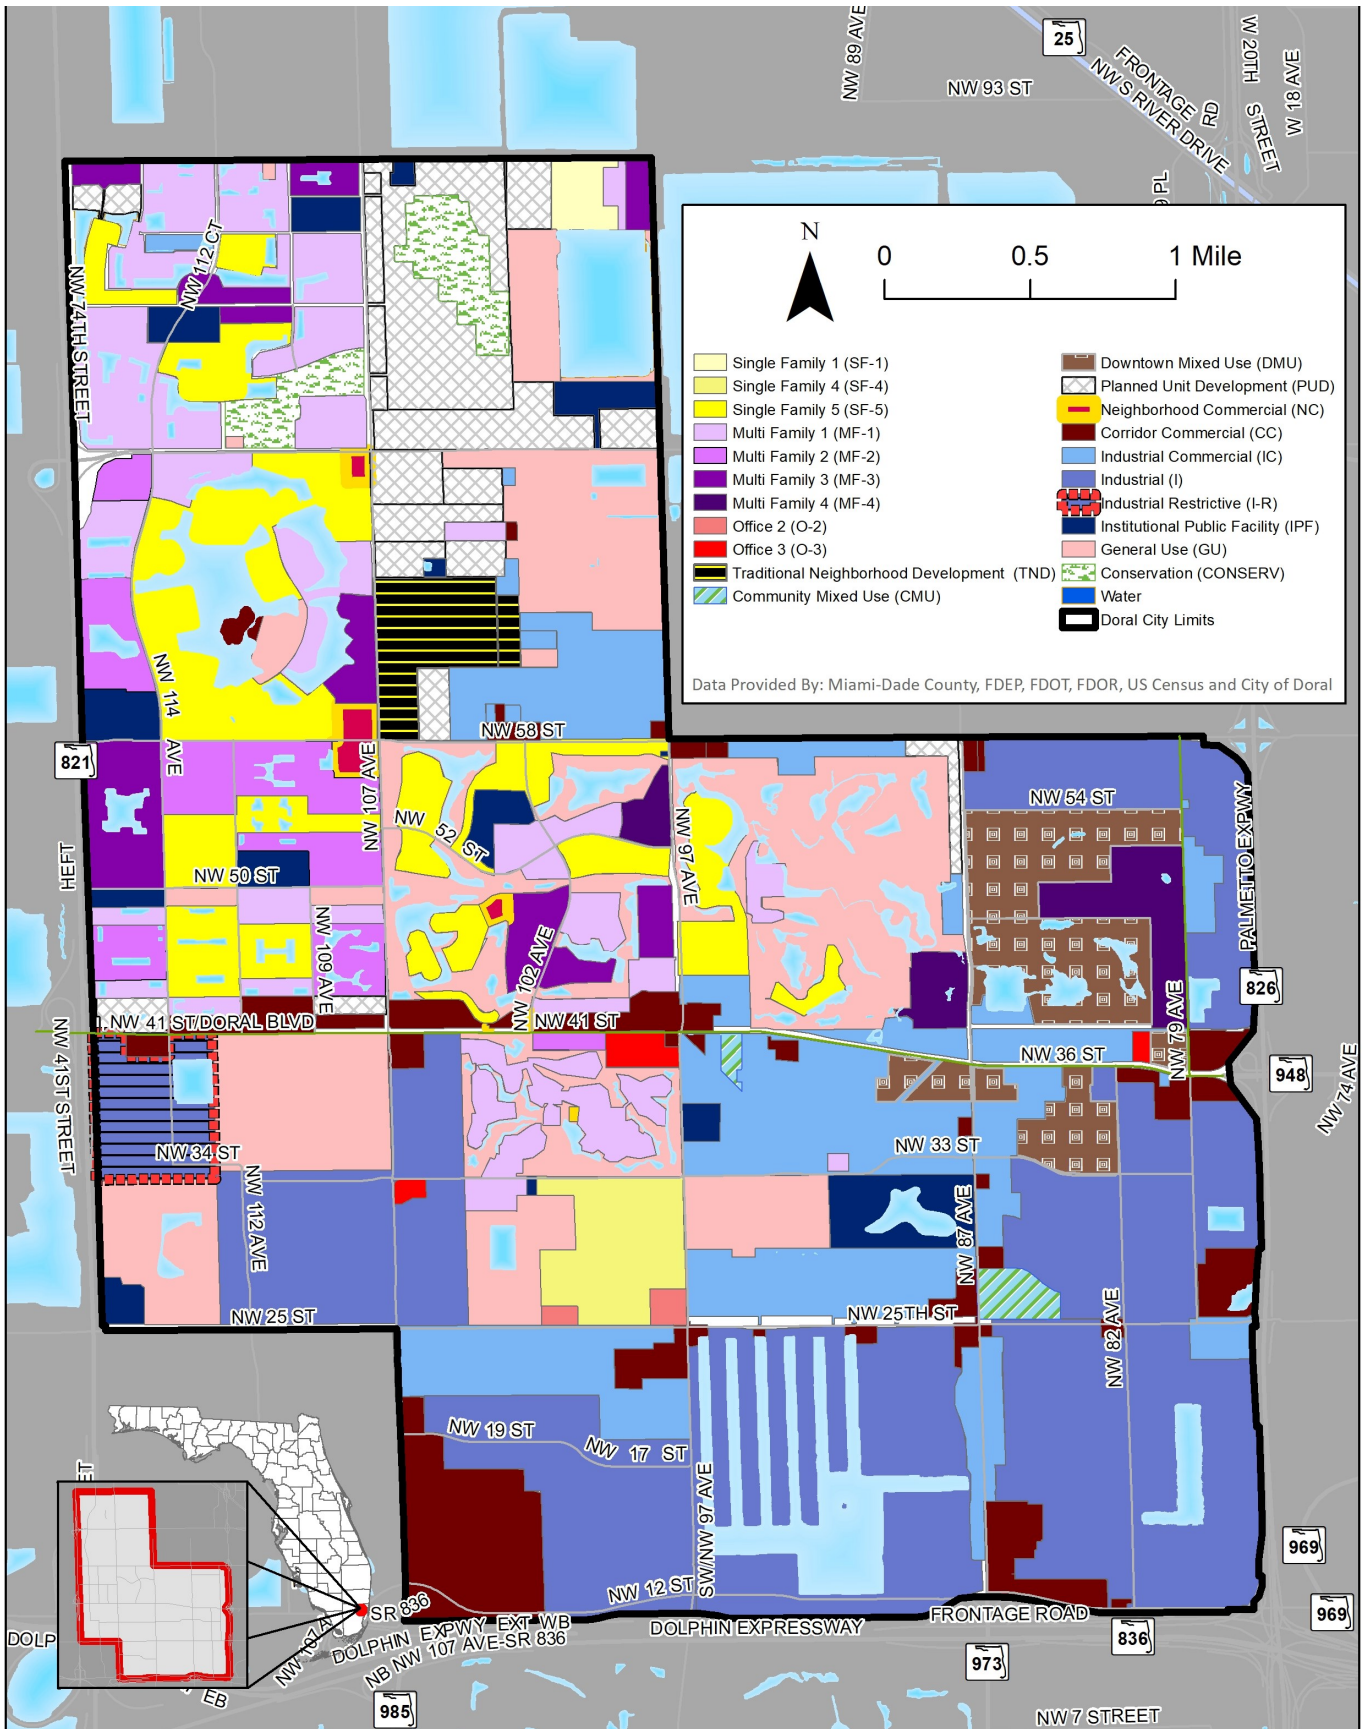 NW 89 AVE
25
FRONTAGE RD
W 20TH STREET
W 18 AVE
NW 93 ST
NW S RIVER DRIVE
9 PL
N
0 0.5 1 Mile
Single Family 1 (SF-1)
Single Family 4 (SF-4)
Single Family 5 (SF-5)
Multi Family 1 (MF-1)
Multi Family 2 (MF-2)
Multi Family 3 (MF-3)
Multi Family 4 (MF-4)
Office 2 (O-2)
Office 3 (O-3)
Traditional Neighborhood Development (TND)
Community Mixed Use (CMU)
Downtown Mixed Use (DMU)
Planned Unit Development (PUD)
Neighborhood Commercial (NC)
Corridor Commercial (CC)
Industrial Commercial (IC)
Industrial (I)
Industrial Restrictive (I-R)
Institutional Public Facility (IPF)
General Use (GU)
Conservation (CONSERV)
Water
Doral City Limits
Data Provided By: Miami-Dade County, FDEP, FDOT, FDOR, US Census and City of Doral
NW 112 CT
NW 74TH STREET
NW 114 AVE
NW 58 ST
821
NW 107 AVE
NW 54 ST
PALMETTO EXPWY
NW 52 ST
NW 97 AVE
HEFT
NW 50 ST
NW 109 AVE
NW 102 AVE
826
NW 79 AVE
NW 41 ST/DORAL BLVD
NW 41 ST
NW 41ST STREET
NW 36 ST
948
NW 74 AVE
NW 34 ST
NW 33 ST
NW 112 AVE
NW 87 AVE
NW 25 ST
NW 25TH ST
NW 82 AVE
NW 19 ST
NW 17 ST
SW/NW 97 AVE
ET
969
NW 12 ST
SR 836
FRONTAGE ROAD
969
DOLPHIN EXPWY EXT WB
DOLPHIN EXPRESSWAY
836
DOLP
NW 107 A
NB NW 107 AVE-SR 836
973
EB
985
NW 7 STREET